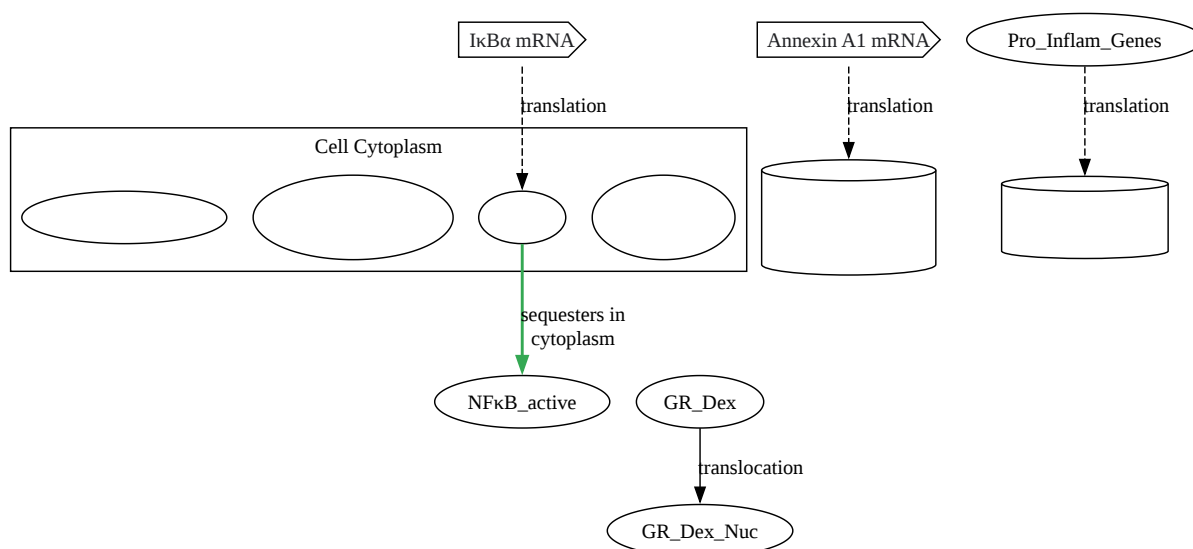 IκBα mRNA
Annexin A1 mRNA
Pro_Inflam_Genes
translation
translation
translation
Cell Cytoplasm
sequesters in
cytoplasm
NFκB_active
GR_Dex
translocation
GR_Dex_Nuc